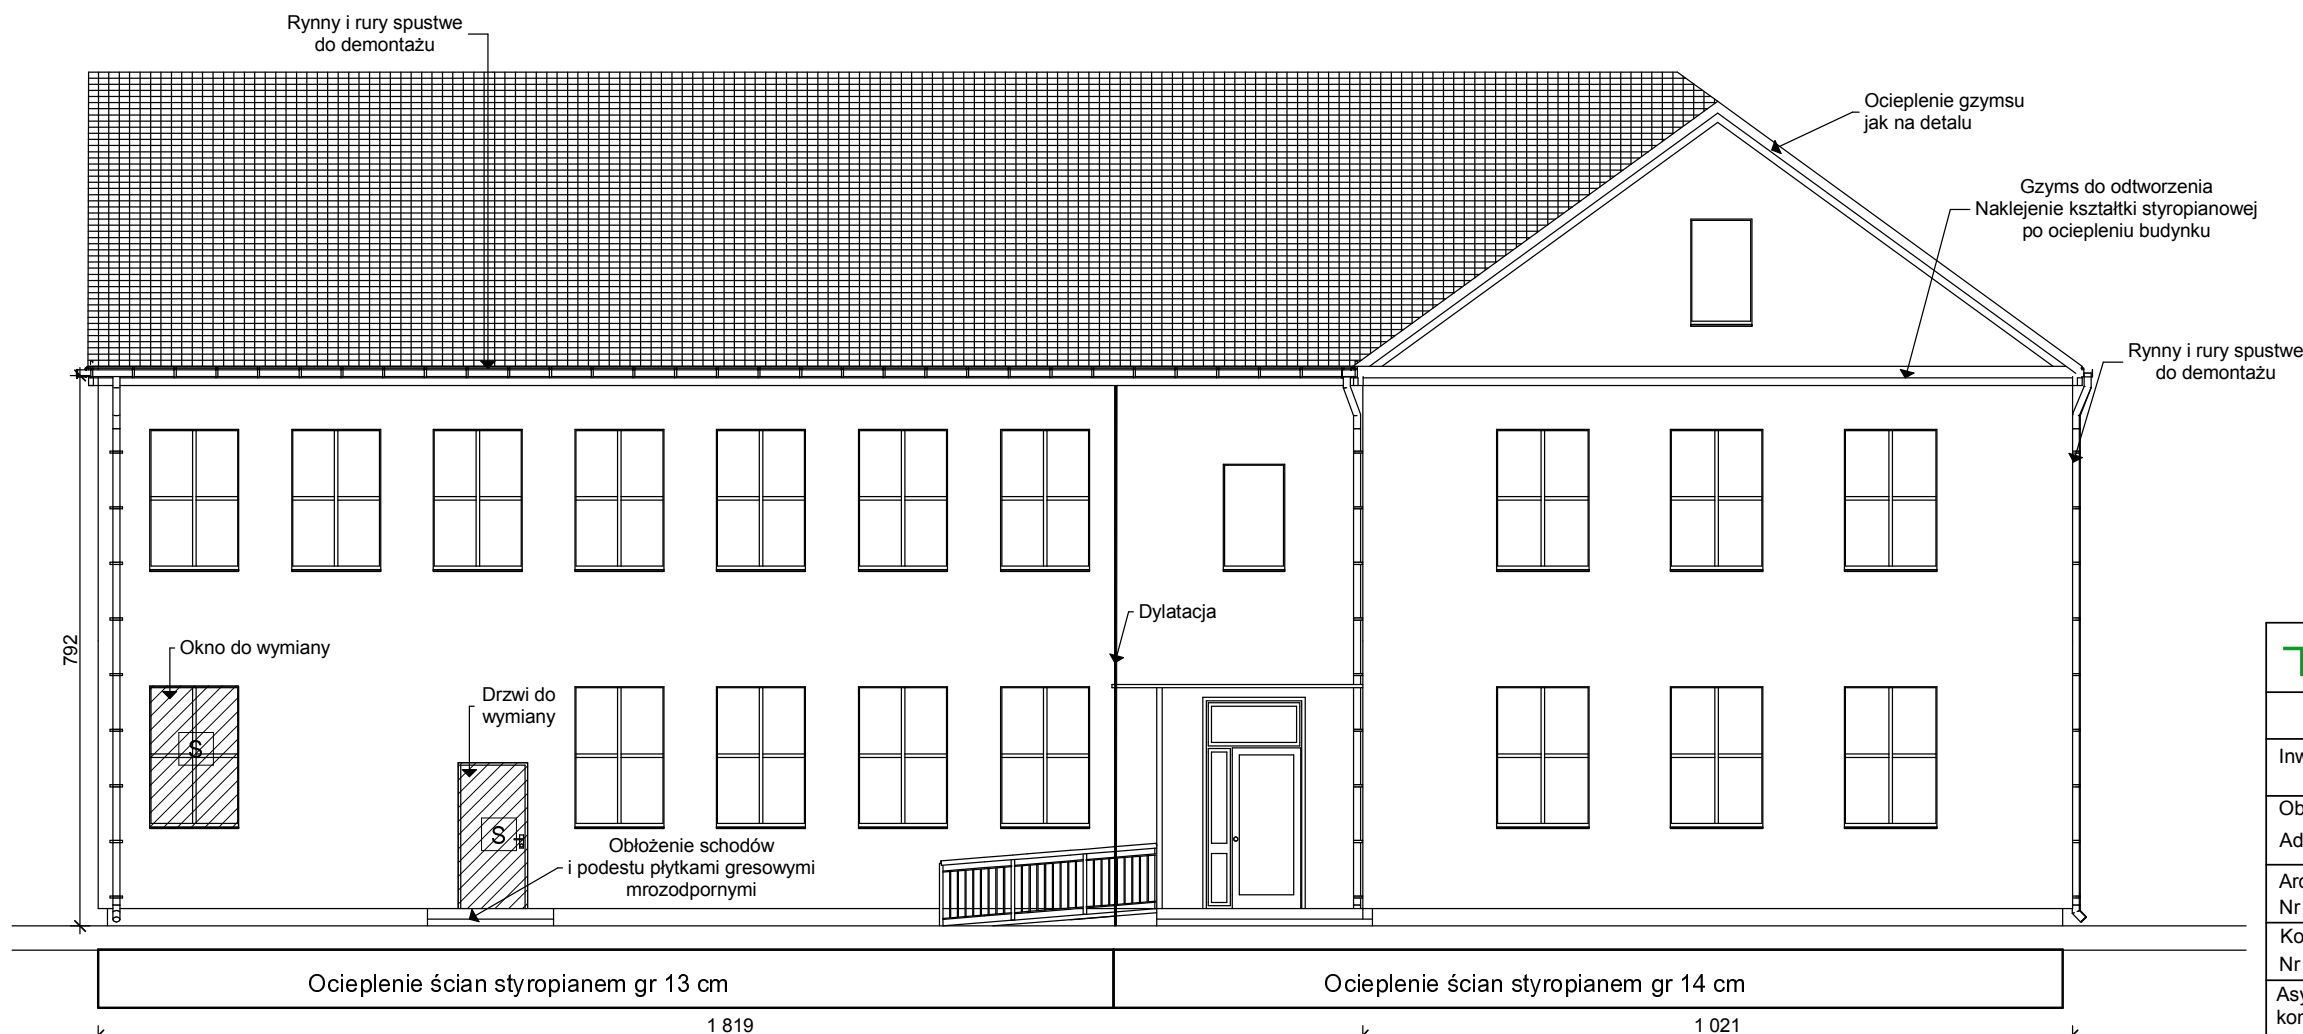 Rynny i rury spustwe
do demontażu
Ocieplenie gzymsu
jak na detalu
Gzyms do odtworzenia
Naklejenie kształtki styropianowej
po ociepleniu budynku
Rynny i rury spustwe
do demontażu
Dylatacja
792
Okno do wymiany
Drzwi do
wymiany
S
S
Obłożenie schodów
i podestu płytkami gresowymi
mrozodpornymi
Ocieplenie ścian styropianem gr 13 cm
Ocieplenie ścian styropianem gr 14 cm
1 819
1 021
Nr
Nr